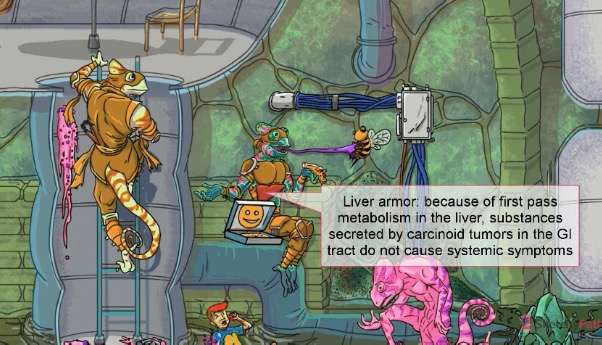 Liver armor: because of first pass
metabolism in the liver, substances
secreted by carcinoid tumors in the GI
tract do not cause systemic symptoms